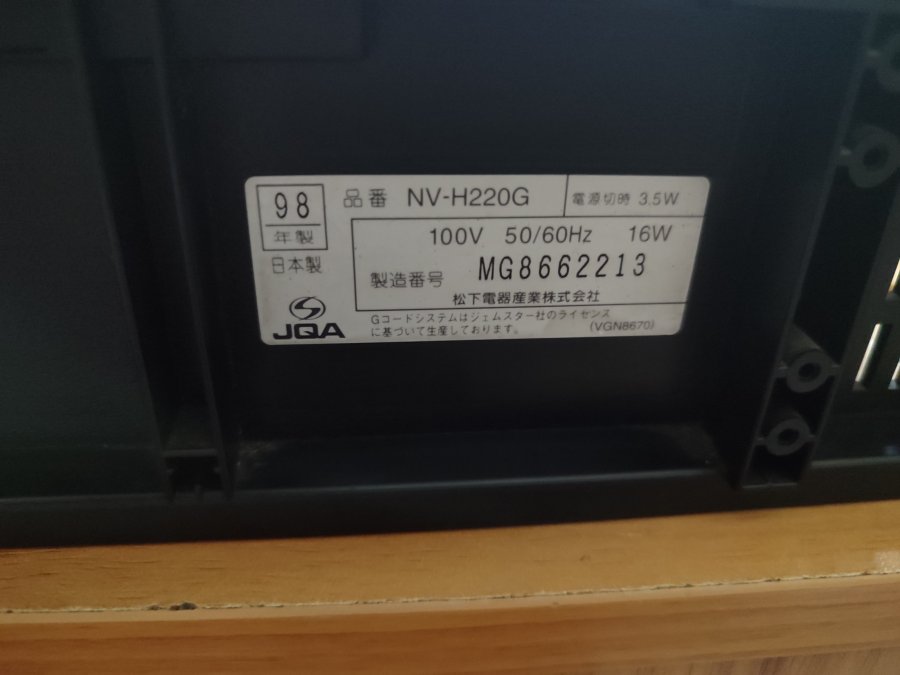 98
年製
日本製
JQA
品番 NV-H220G
電源切時 3.5W
100V 50/60Hz 16W
製造番号 MG8662213
松下電器産業株式会社
Gコードシステムはジェムスター社のライセンス
に基づいて生産しております。 (VGN8670)